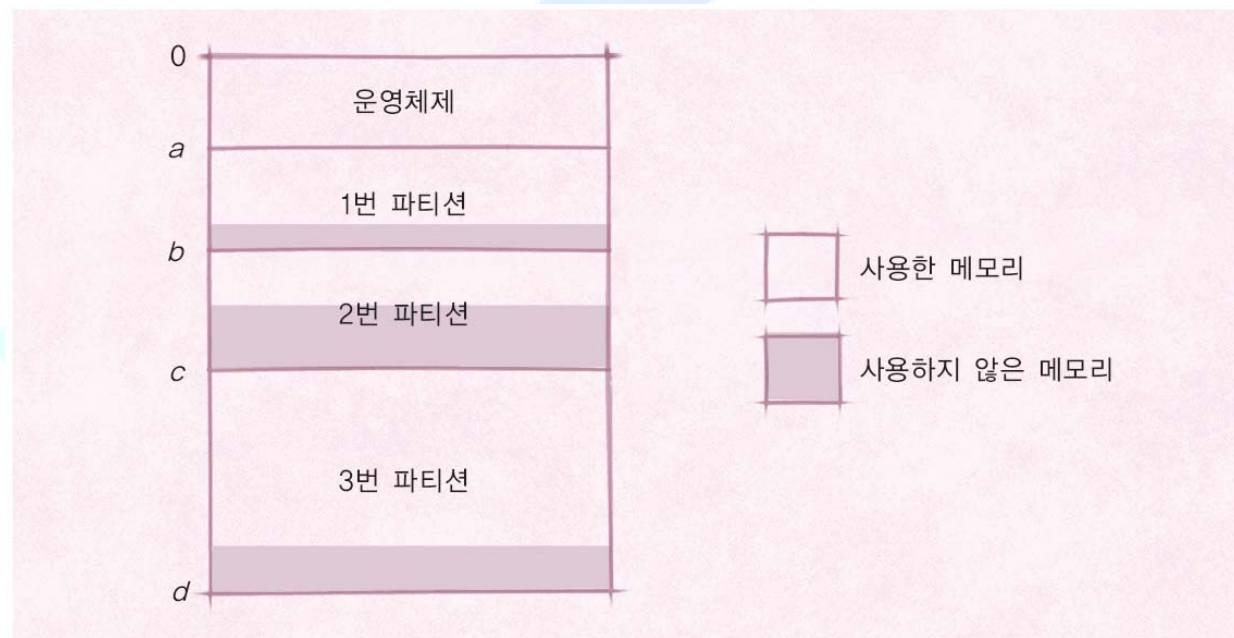 0
운영체제
a
1번 파티션
b
사용한 메모리
2번 파티션
c
사용하지 않은 메모리
3번 파티션
d